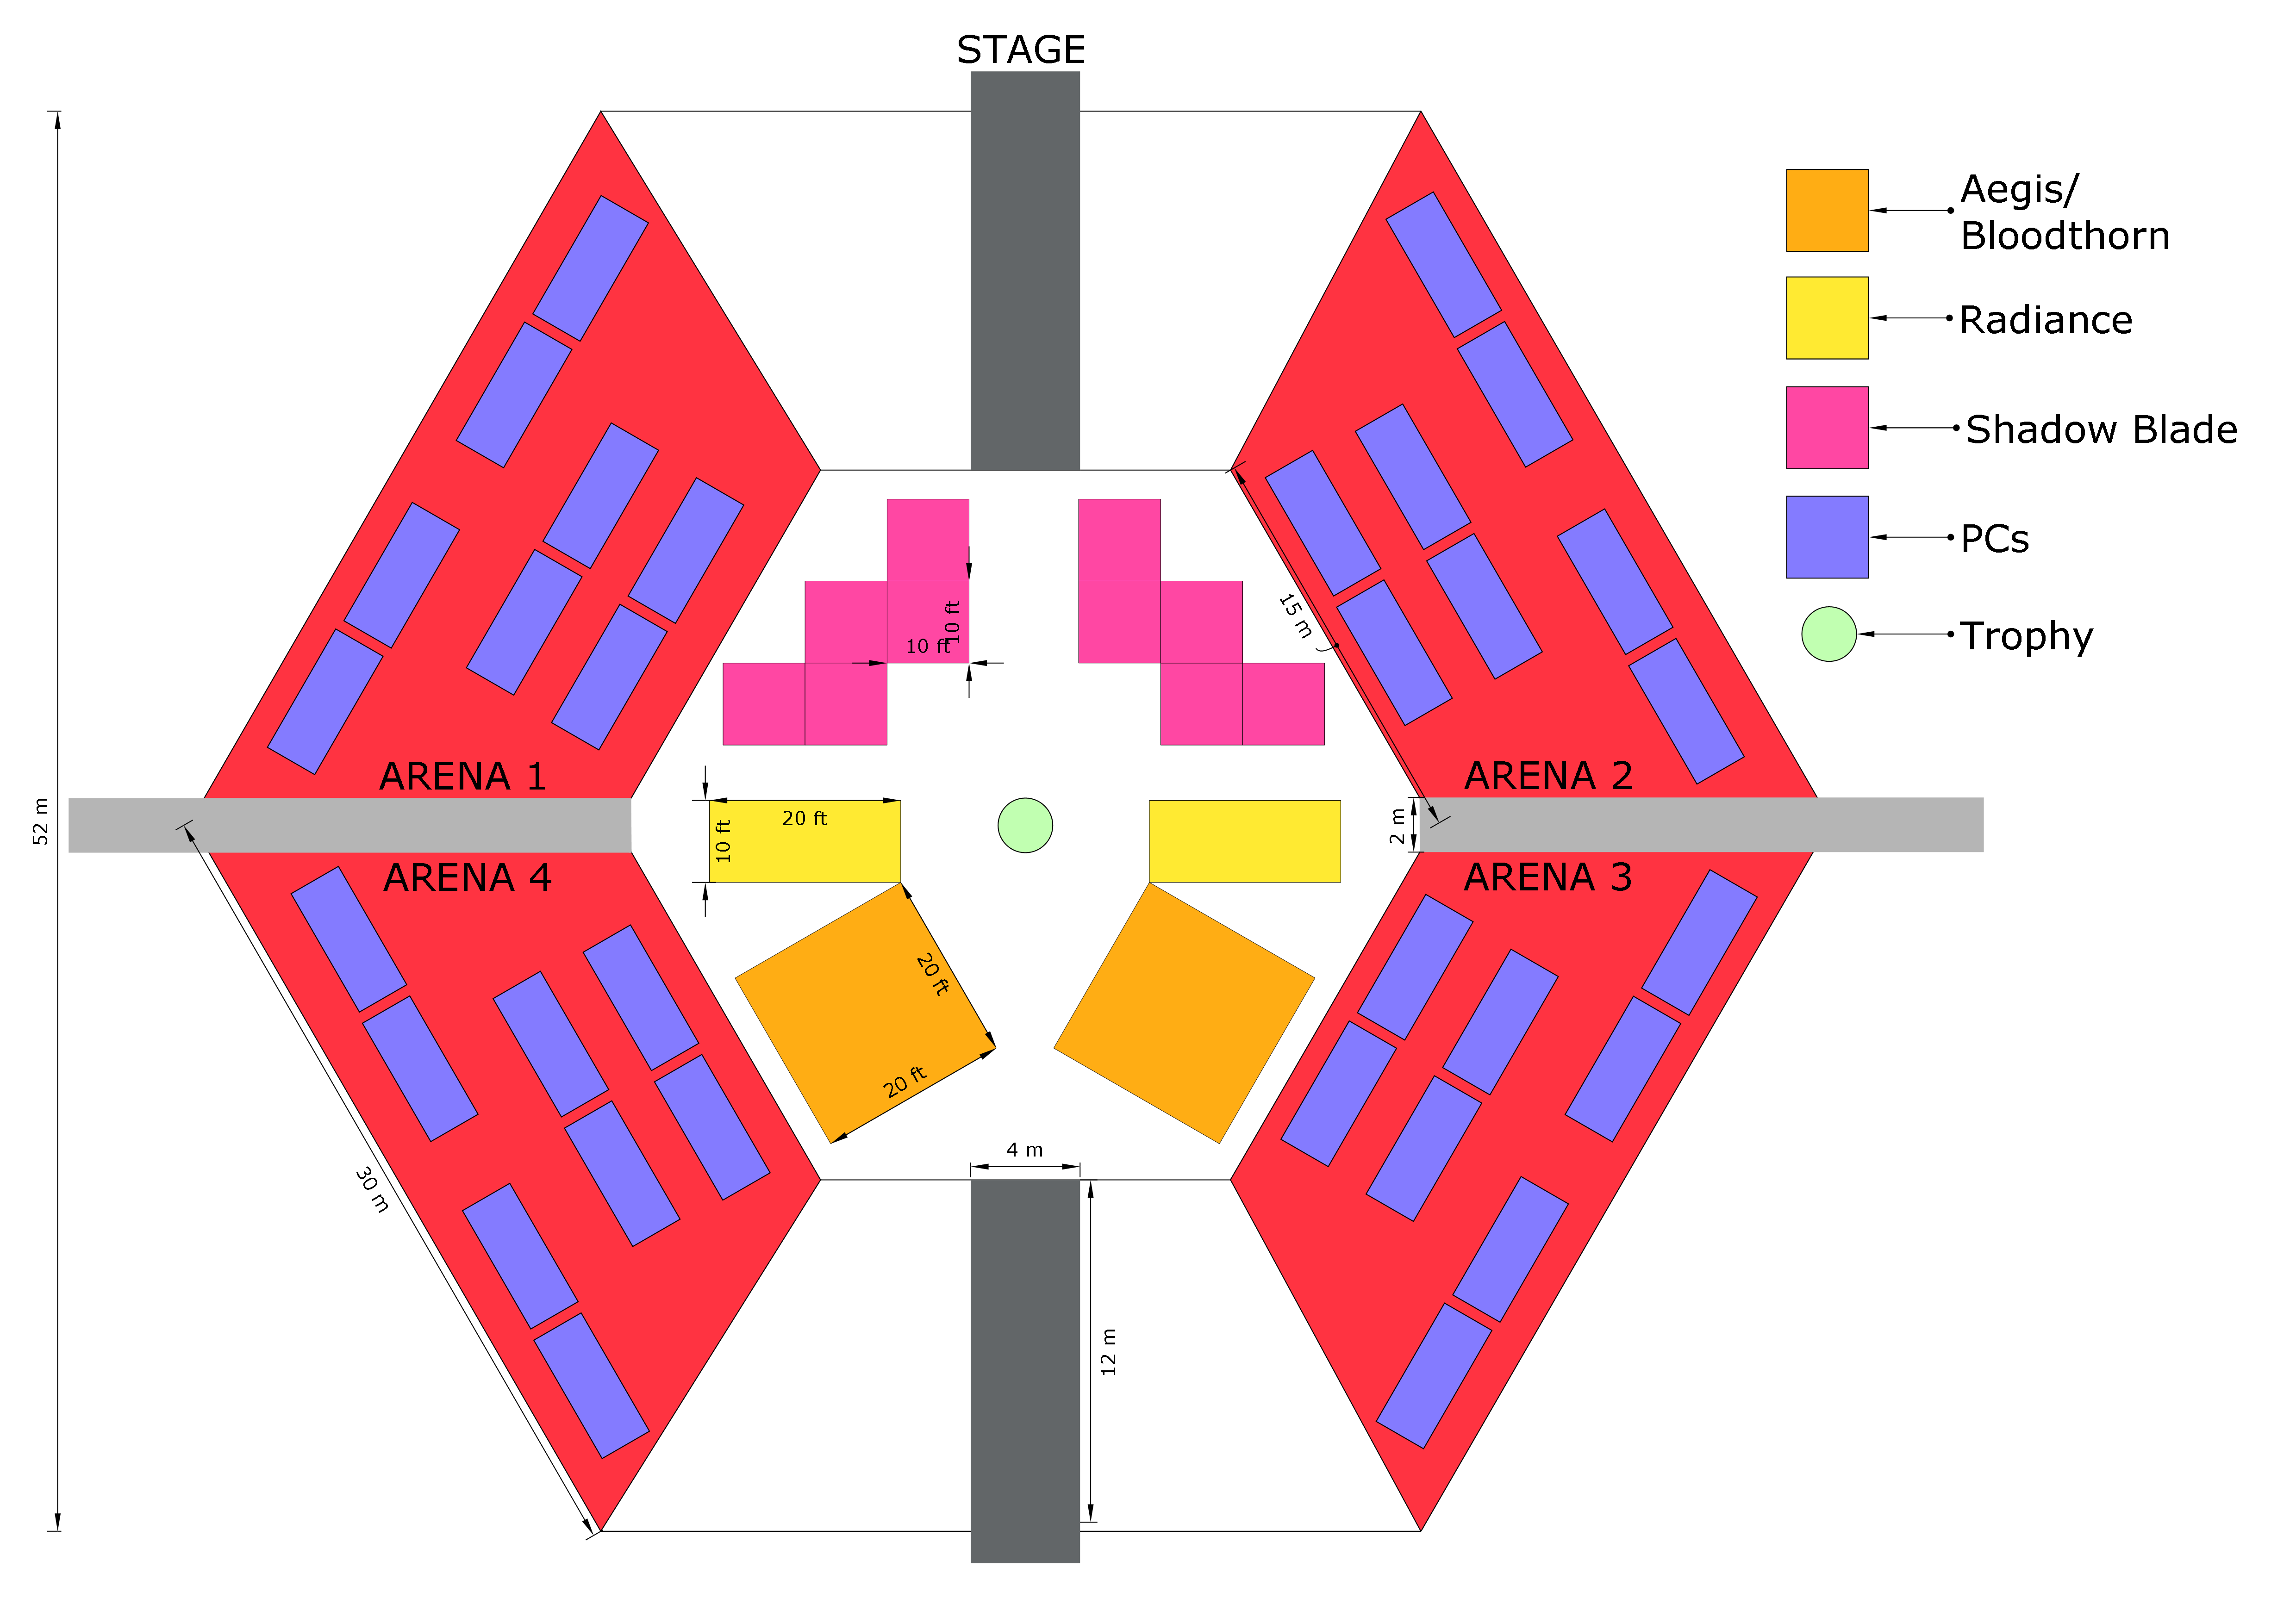 STAGE
Aegis/
Bloodthorn
Radiance
Shadow Blade
PCs
Trophy
10 ft
10 ft
15 m
ARENA 1
ARENA 2
52 m
20 ft
10 ft
2 m
ARENA 4
ARENA 3
20 ft
20 ft
4 m
30 m
12 m